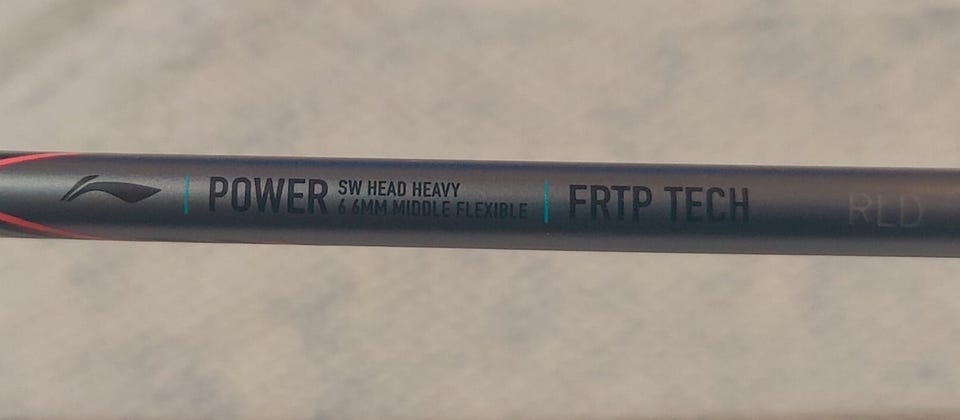 POWER
SW HEAD HEAVY
6.6MM MIDDLE FLEXIBLE
FRTP TECH
RLD